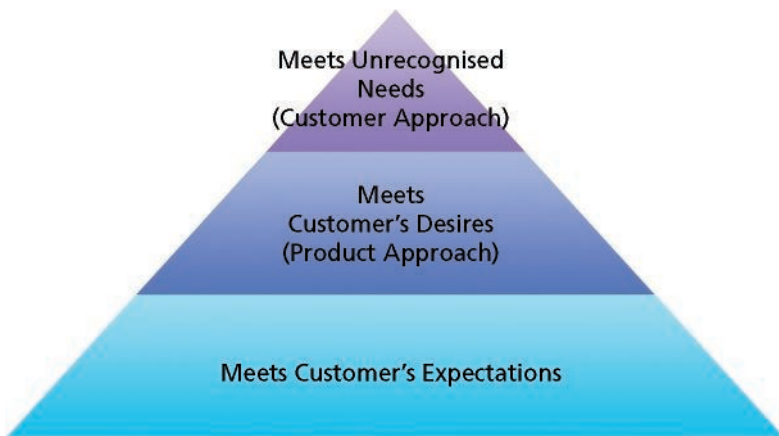 Meets Unrecognised
Needs
(Customer Approach)
Meets
Customer’s Desires
(Product Approach)
Meets Customer’s Expectations